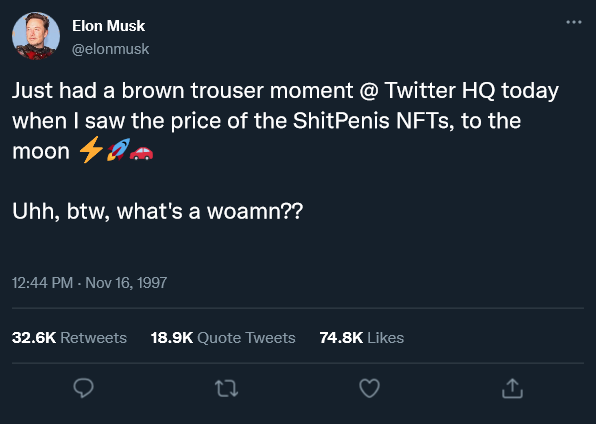 Elon Musk
@elonmusk
Just had a brown trouser moment @ Twitter HQ today
when I saw the price of the ShitPenis NFTs, to the
moon ⚡🚀🚗
Uhh, btw, what's a woamn??
12:44 PM · Nov 16, 1997
32.6K Retweets 18.9K Quote Tweets 74.8K Likes